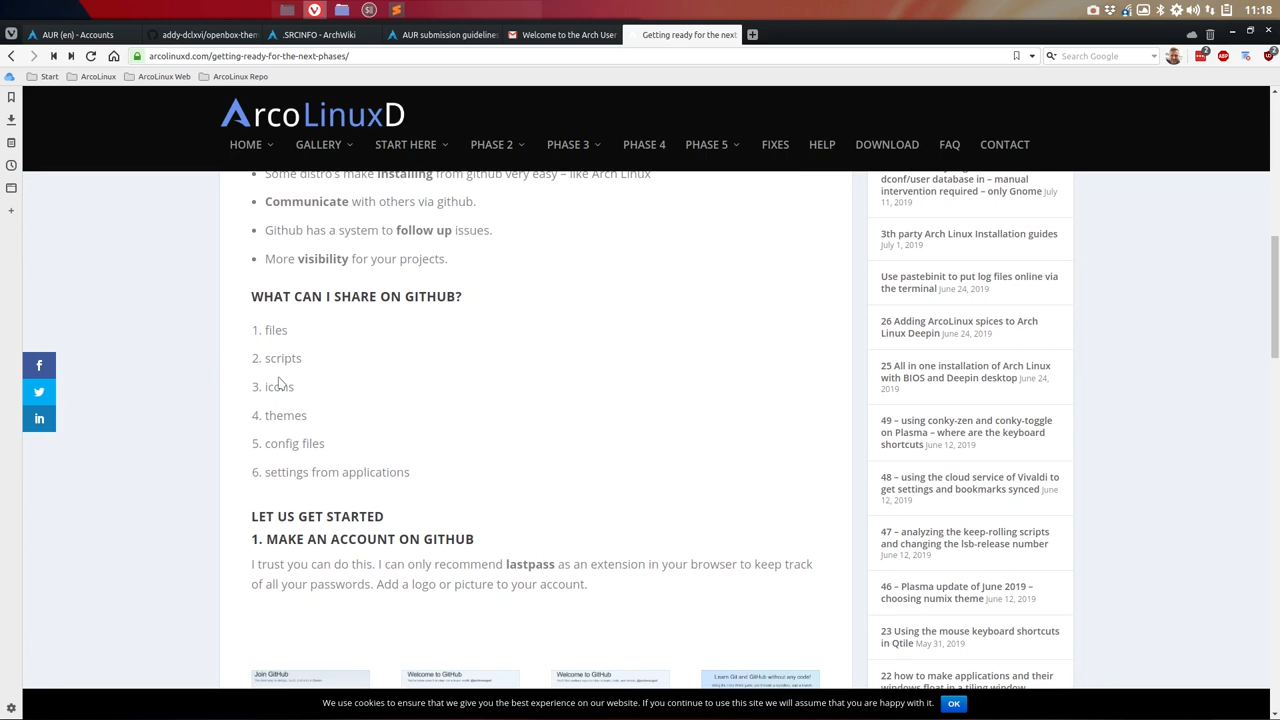 11:18
AUR (en) - Accounts
addy-dclxvi/openbox-them
.SRCINFO - ArchWiki
AUR submission guidelines
Welcome to the Arch User
Getting ready for the next
arcolinuxd.com/getting-ready-for-the-next-phases/
Search Google
Start
ArcoLinux
ArcoLinux Web
ArcoLinux Repo
ArcoLinuxD
HOME
GALLERY
START HERE
PHASE 2
PHASE 3
PHASE 4
PHASE 5
FIXES
HELP
DOWNLOAD
FAQ
CONTACT
Some distro's make installing from github very easy – like Arch Linux
Communicate with others via github.
Github has a system to follow up issues.
More visibility for your projects.
WHAT CAN I SHARE ON GITHUB?
1. files
2. scripts
3. icons
4. themes
5. config files
6. settings from applications
LET US GET STARTED
1. MAKE AN ACCOUNT ON GITHUB
I trust you can do this. I can only recommend lastpass as an extension in your browser to keep track
of all your passwords. Add a logo or picture to your account.
Join GitHub
Welcome to GitHub
Welcome to GitHub
Learn Git and GitHub without any code!
dconf/user database in – manual
intervention required – only Gnome July
11, 2019
3th party Arch Linux Installation guides
July 1, 2019
Use pastebinit to put log files online via
the terminal June 24, 2019
26 Adding ArcoLinux spices to Arch
Linux Deepin June 24, 2019
25 All in one installation of Arch Linux
with BIOS and Deepin desktop June 24,
2019
49 – using conky-zen and conky-toggle
on Plasma – where are the keyboard
shortcuts June 12, 2019
48 – using the cloud service of Vivaldi to
get settings and bookmarks synced June
12, 2019
47 – analyzing the keep-rolling scripts
and changing the lsb-release number
June 12, 2019
46 – Plasma update of June 2019 –
choosing numix theme June 12, 2019
23 Using the mouse keyboard shortcuts
in Qtile May 31, 2019
22 how to make applications and their
windows float in a tiling window
We use cookies to ensure that we give you the best experience on our website. If you continue to use this site we will assume that you are happy with it.
OK